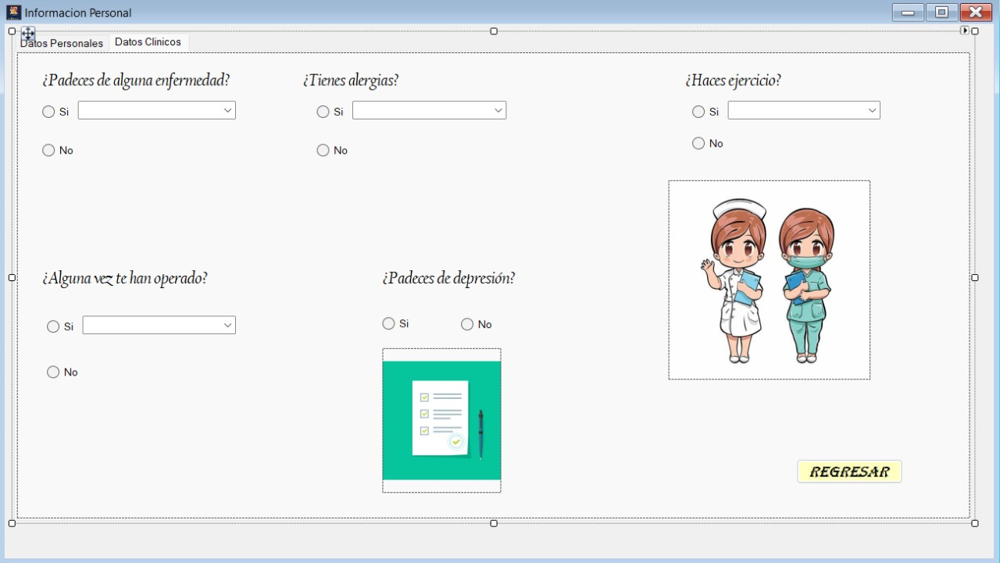 Informacion Personal
Datos Personales
Datos Clinicos
¿Padeces de alguna enfermedad?
¿Tienes alergias?
¿Haces ejercicio?
Si
Si
Si
No
No
No
¿Alguna vez te han operado?
¿Padeces de depresión?
Si
Si
No
No
REGRESAR